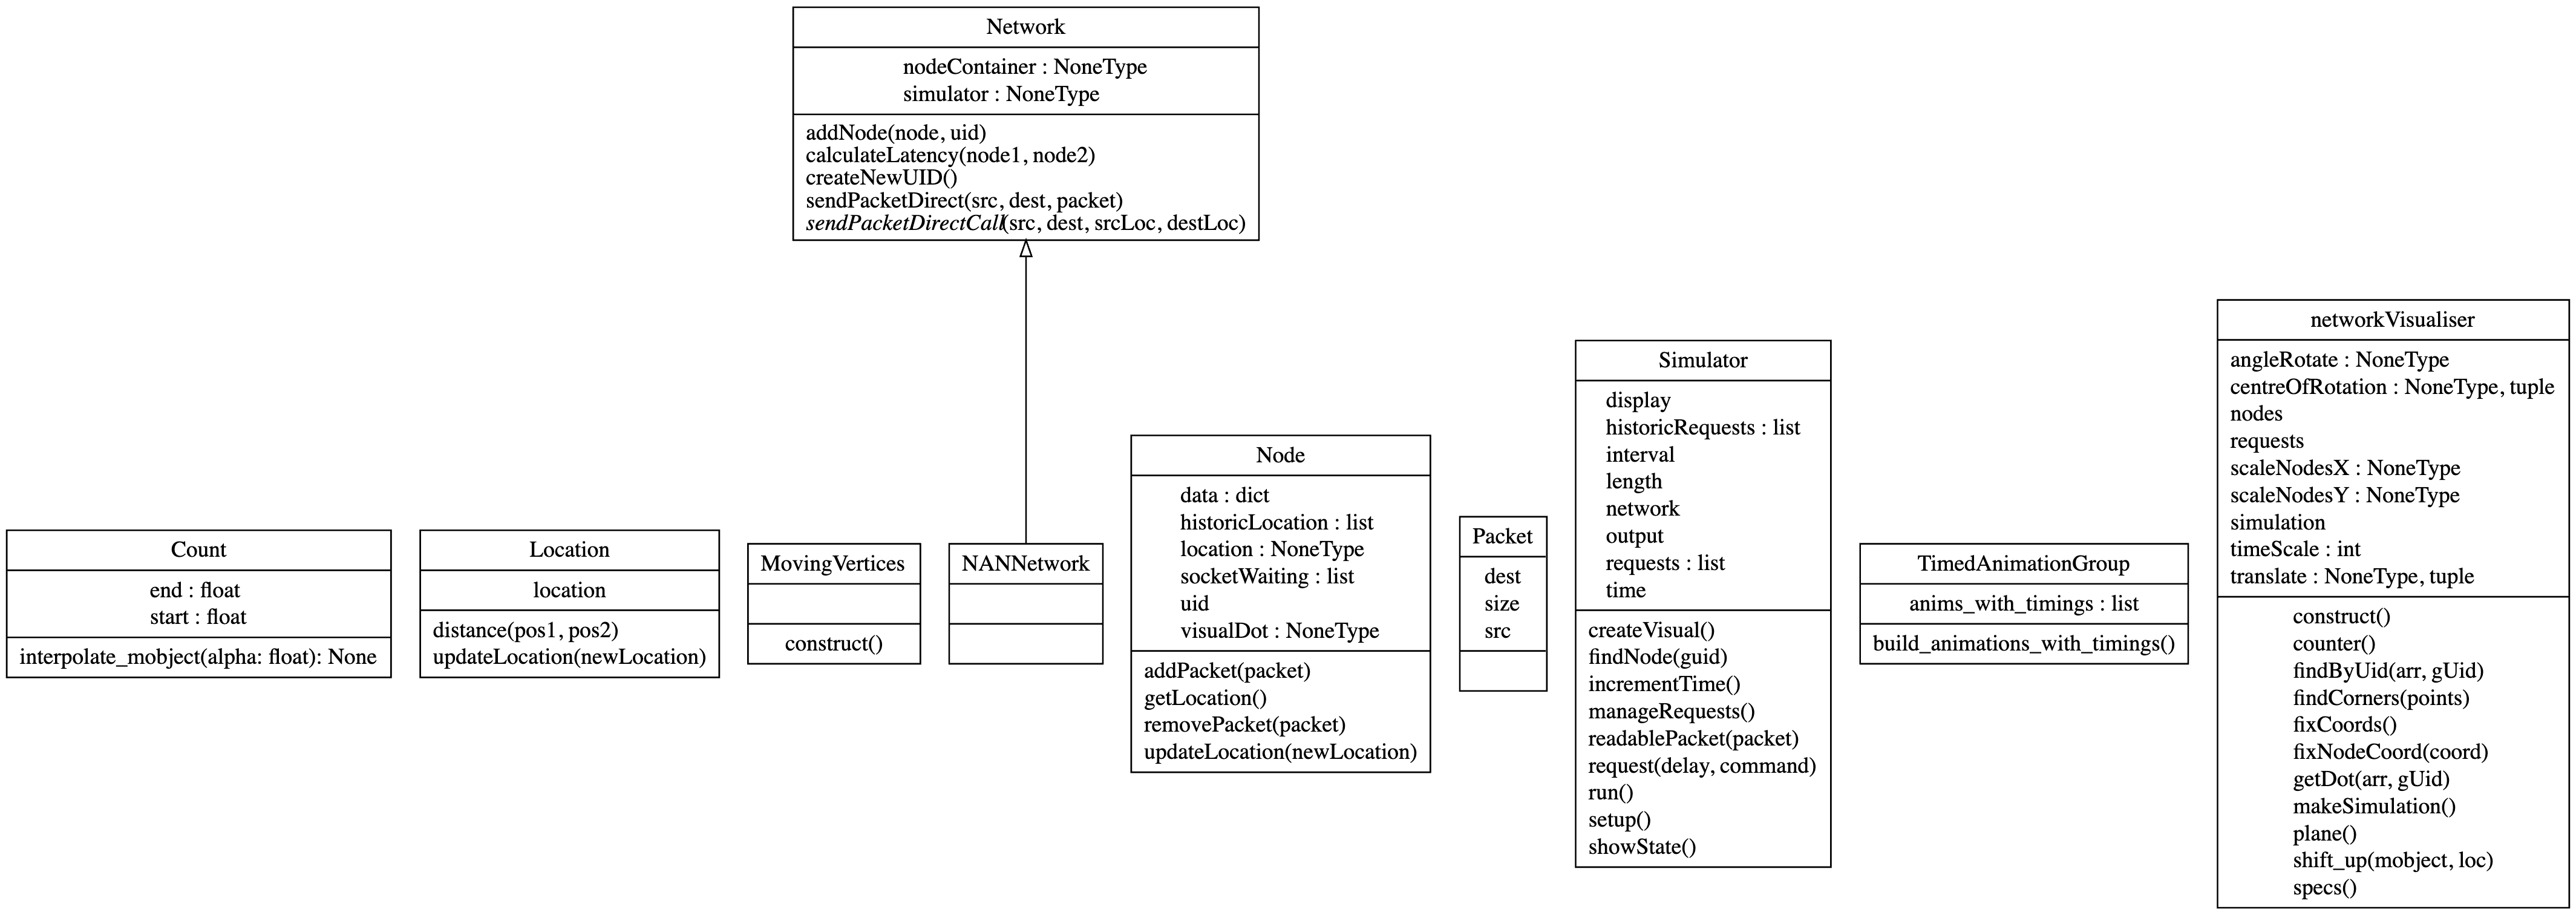 Network
nodeContainer : NoneType
simulator : NoneType
addNode(node, uid)
calculateLatency(node1, node2)
createNewUID()
sendPacketDirect(src, dest, packet)
sendPacketDirectCall(src, dest, srcLoc, destLoc)
Count
end : float
start : float
interpolate_mobject(alpha: float): None
Location
location
distance(pos1, pos2)
updateLocation(newLocation)
MovingVertices
construct()
NANNetwork
Node
data : dict
historicLocation : list
location : NoneType
socketWaiting : list
uid
visualDot : NoneType
addPacket(packet)
getLocation()
removePacket(packet)
updateLocation(newLocation)
Packet
dest
size
src
Simulator
display
historicRequests : list
interval
length
network
output
requests : list
time
createVisual()
findNode(guid)
incrementTime()
manageRequests()
readablePacket(packet)
request(delay, command)
run()
setup()
showState()
TimedAnimationGroup
anims_with_timings : list
build_animations_with_timings()
networkVisualiser
angleRotate : NoneType
centreOfRotation : NoneType, tuple
nodes
requests
scaleNodesX : NoneType
scaleNodesY : NoneType
simulation
timeScale : int
translate : NoneType, tuple
construct()
counter()
findByUid(arr, gUid)
findCorners(points)
fixCoords()
fixNodeCoord(coord)
getDot(arr, gUid)
makeSimulation()
plane()
shift_up(mobject, loc)
specs()